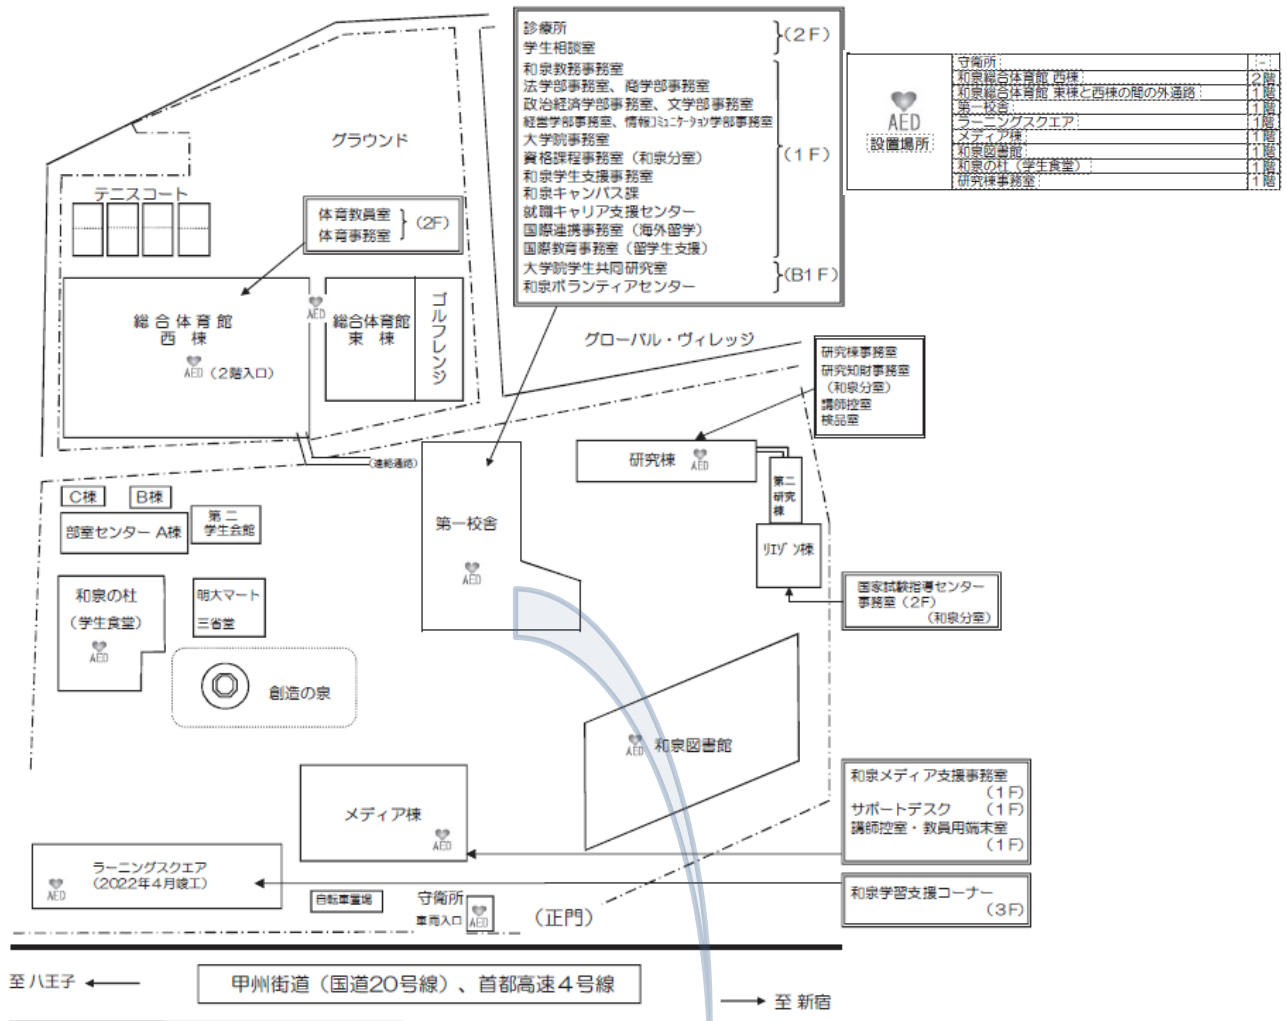 診療所
学生相談室
(2F)
和泉教務事務室
法学部事務室、商学部事務室
政治経済学部事務室、文学部事務室
経営学部事務室、情報コミュニケーション学部事務室
大学院事務室
資格課程事務室（和泉分室）
和泉学生支援事務室
和泉キャンパス課
就職キャリア支援センター
国際連携事務室（海外留学）
国際教育事務室（留学生支援）
(1F)
大学院学生共同研究室
和泉ボランティアセンター
(B1F)
AED
設置場所
守衛所 -
和泉総合体育館 西棟 2階
和泉総合体育館 東棟と西棟の間の外通路 1階
第一校舎 1階
ラーニングスクエア 1階
メディア棟 1階
和泉図書館 1階
和泉の杜（学生食堂） 1階
研究棟事務室 1階
グラウンド
テニスコート
体育教員室
体育事務室
(2F)
総合体育館
西棟
AED（2階入口）
AED
総合体育館
東棟
ゴルフレンジ
グローバル・ヴィレッジ
研究棟事務室
研究知財事務室
（和泉分室）
講師控室
検品室
（連絡通路）
研究棟
AED
第二
研究
棟
リエゾン棟
C棟
B棟
部室センター A棟
第二
学生会館
第一校舎
AED
国家試験指導センター
事務室（2F）
（和泉分室）
和泉の杜
（学生食堂）
AED
明大マート
三省堂
創造の泉
AED
和泉図書館
メディア棟
AED
和泉メディア支援事務室
（1F）
サポートデスク （1F）
講師控室・教員用端末室
（1F）
ラーニングスクエア
（2022年4月竣工）
AED
自転車置場
守衛所
車両入口
AED
（正門）
和泉学習支援コーナー
（3F）
至 八王子
甲州街道（国道20号線）、首都高速4号線
至 新宿